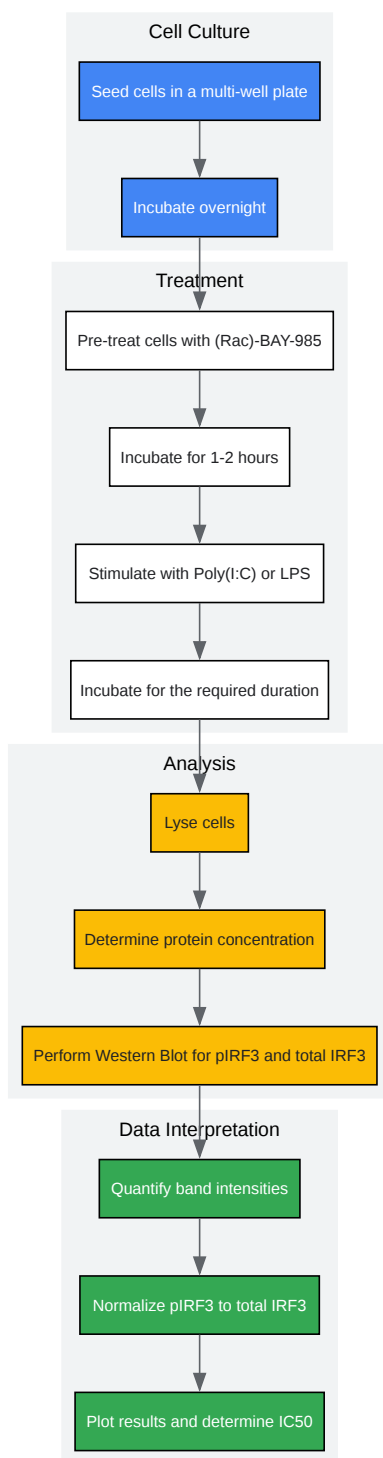 Cell Culture
Seed cells in a multi-well plate
Incubate overnight
Treatment
Pre-treat cells with (Rac)-BAY-985
Incubate for 1-2 hours
Stimulate with Poly(I:C) or LPS
Incubate for the required duration
Analysis
Lyse cells
Determine protein concentration
Perform Western Blot for pIRF3 and total IRF3
Data Interpretation
Quantify band intensities
Normalize pIRF3 to total IRF3
Plot results and determine IC50